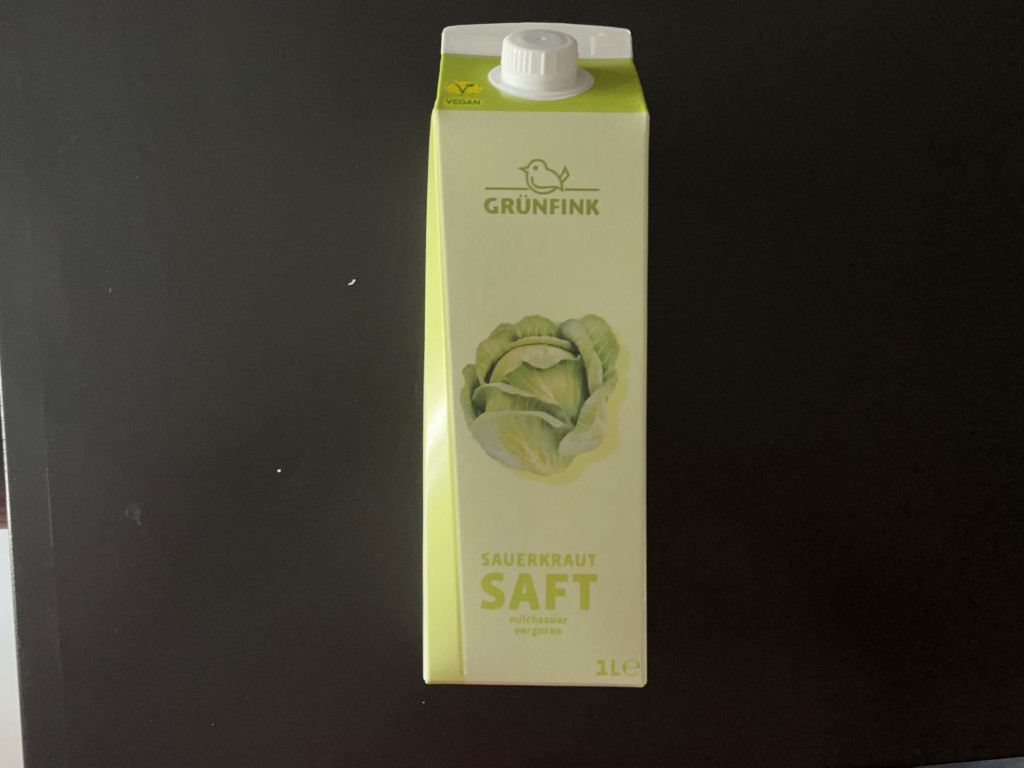 VEGAN
GRÜNFINK
SAUERKRAUT
SAFT
milchsauer
vergoren
1L℮